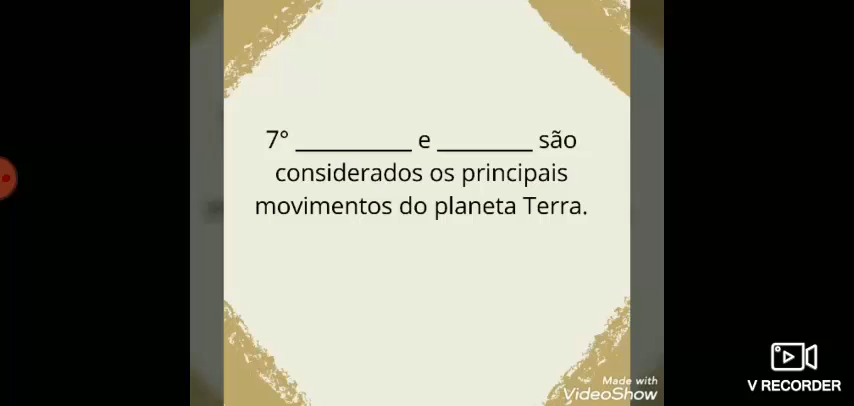 7° __________ e ________ são
considerados os principais
movimentos do planeta Terra.
Made with
VideoShow
V RECORDER